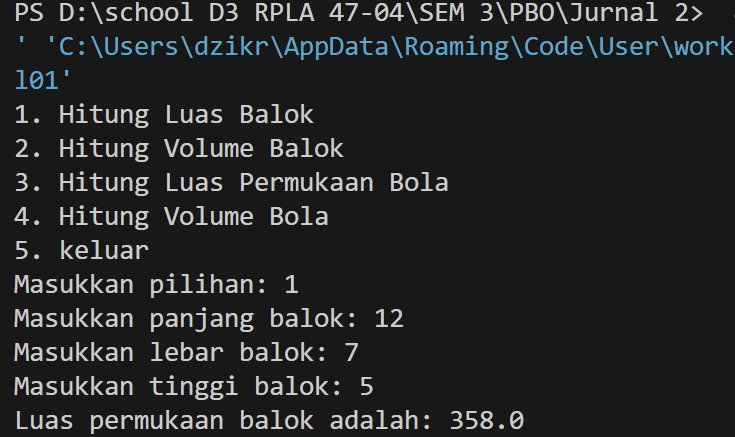 PS D:\school D3 RPLA 47-04\SEM 3\PBO\Jurnal 2>
' 'C:\Users\dzikr\AppData\Roaming\Code\User\work
l01'
1. Hitung Luas Balok
2. Hitung Volume Balok
3. Hitung Luas Permukaan Bola
4. Hitung Volume Bola
5. keluar
Masukkan pilihan: 1
Masukkan panjang balok: 12
Masukkan lebar balok: 7
Masukkan tinggi balok: 5
Luas permukaan balok adalah: 358.0